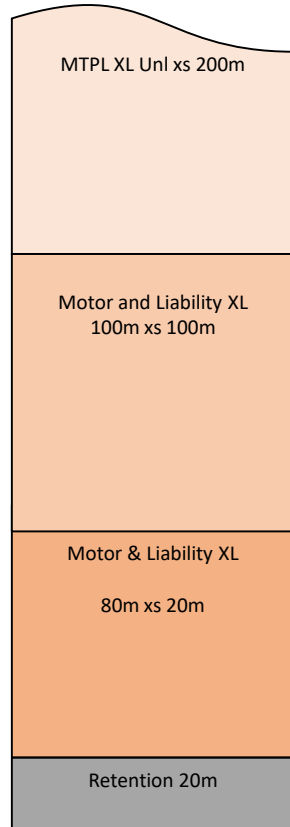 MTPL XL Unl xs 200m
Motor and Liability XL
100m xs 100m
Motor & Liability XL
80m xs 20m
Retention 20m